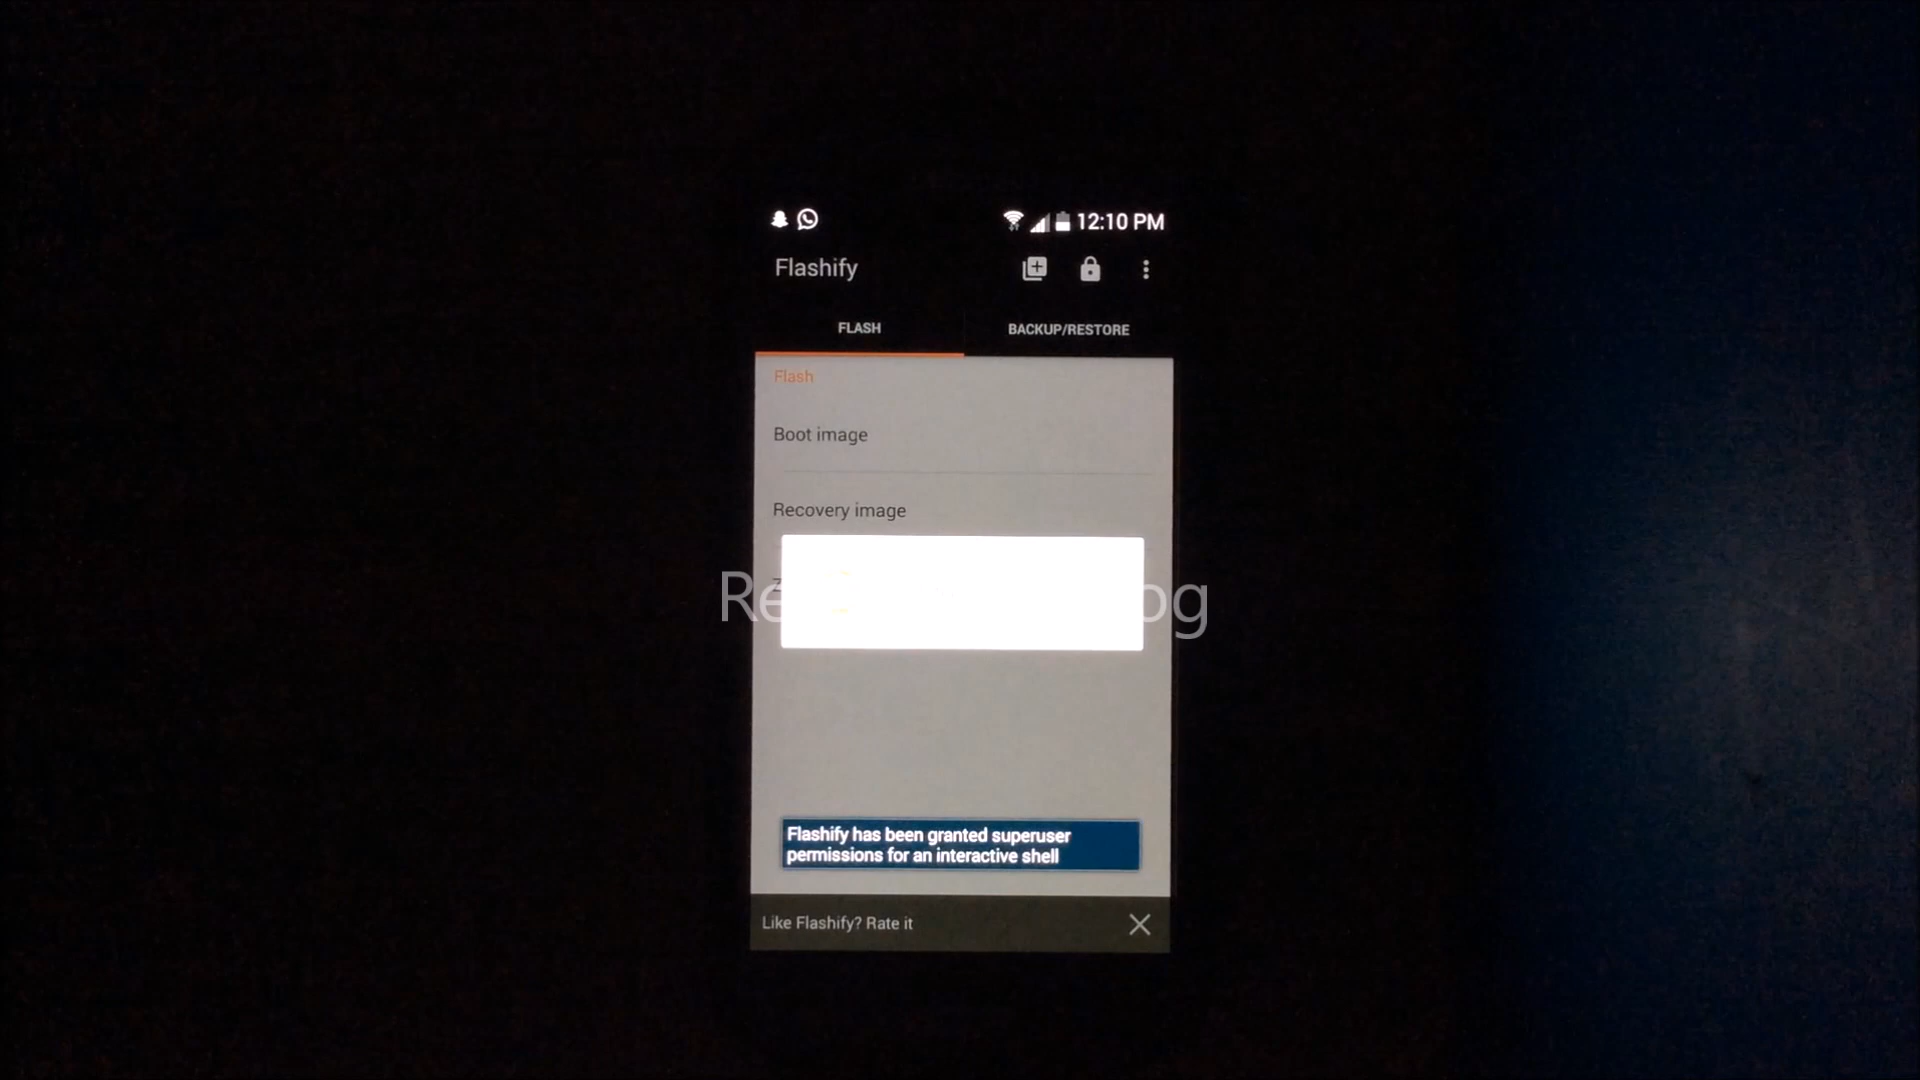 12:10 PM
Flashify
FLASH
BACKUP/RESTORE
Flash
Boot image
Recovery image
Flashify has been granted superuser
permissions for an interactive shell
Like Flashify? Rate it